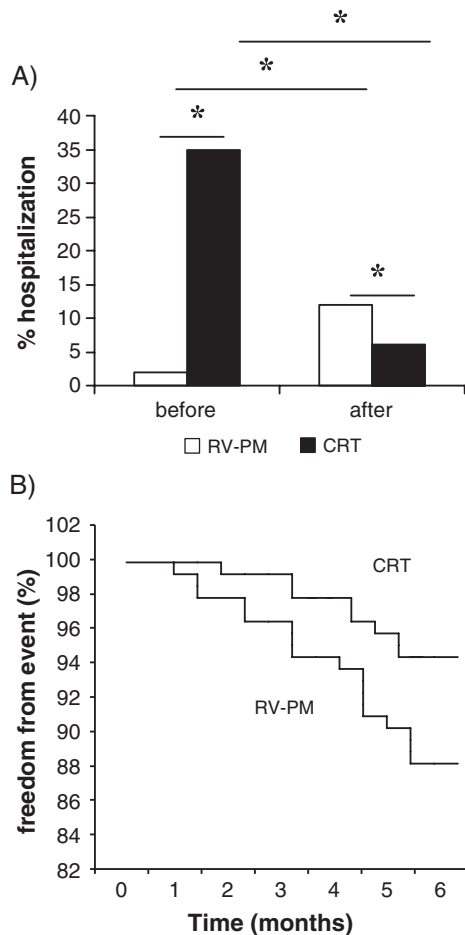 *
*
A)
*
*
% hospitalization
40
35
30
25
20
15
10
5
0
before after
RV-PM CRT
B)
freedom from event (%)
102
100
98
96
94
92
90
88
86
84
82
CRT
RV-PM
0 1 2 3 4 5 6
Time (months)